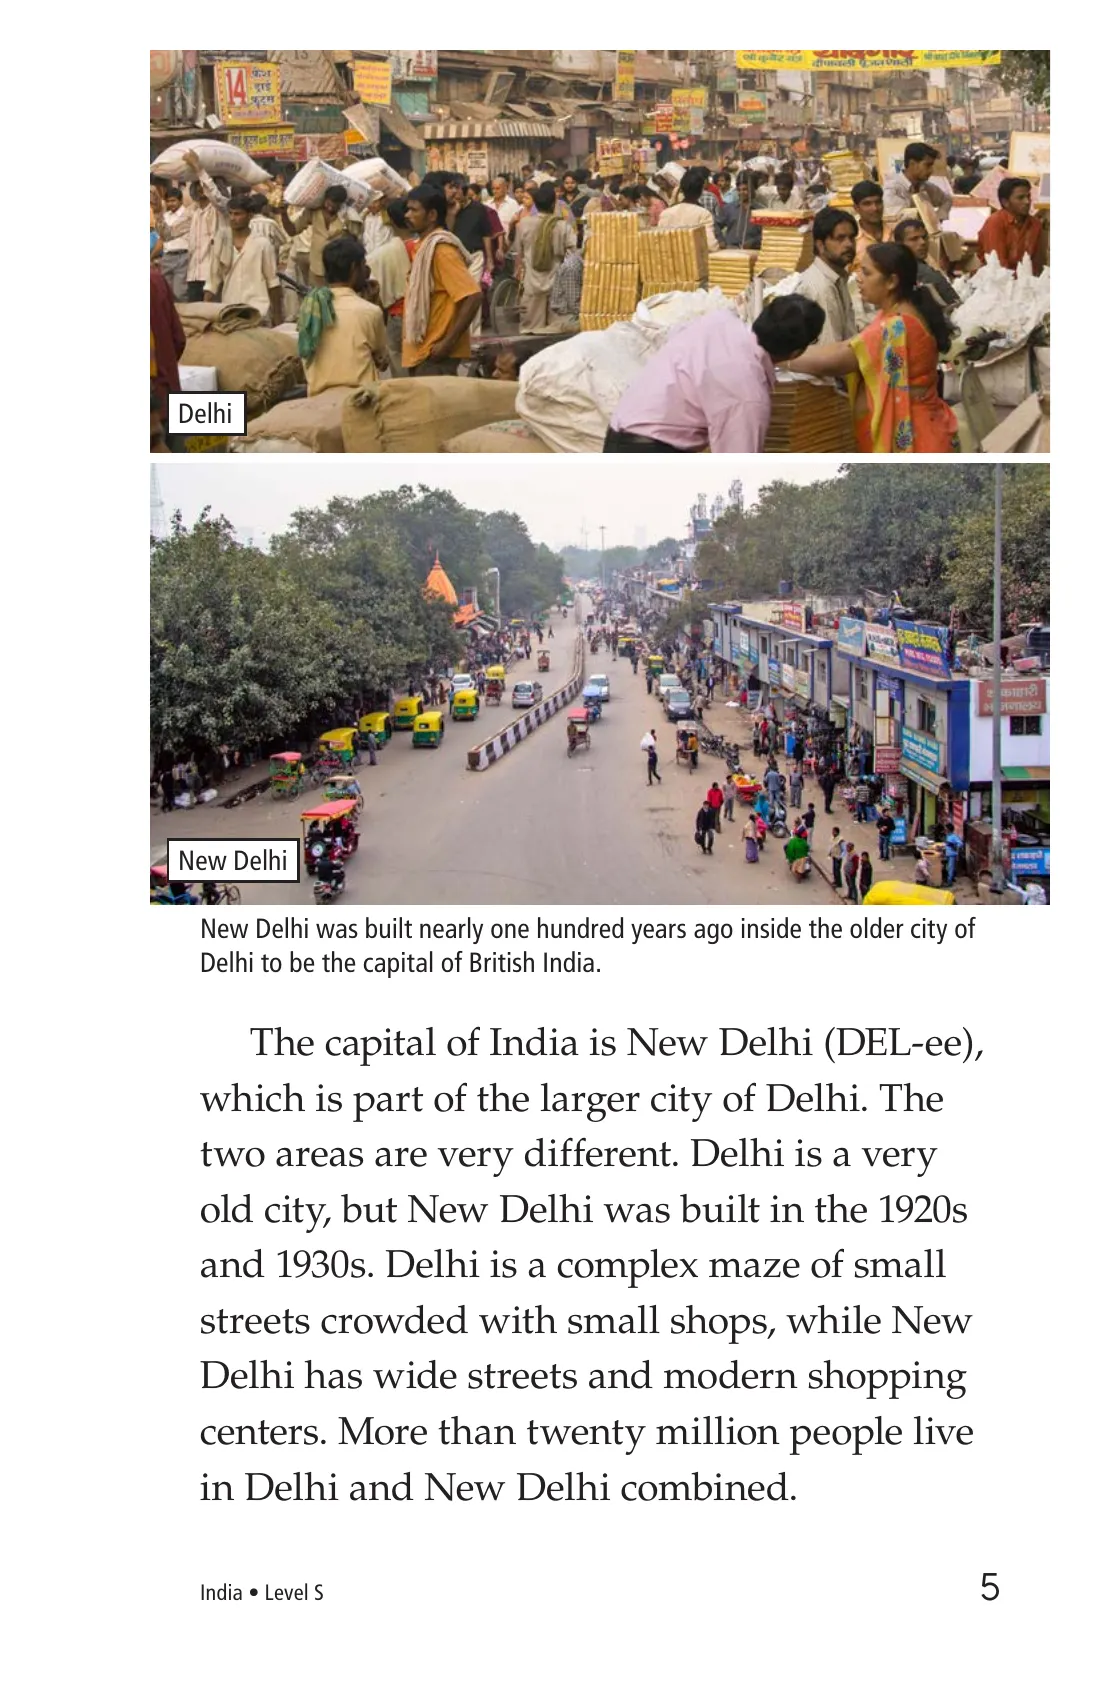 14
Delhi
New Delhi
New Delhi was built nearly one hundred years ago inside the older city of
Delhi to be the capital of British India.
The capital of India is New Delhi (DEL-ee),
which is part of the larger city of Delhi. The
two areas are very different. Delhi is a very
old city, but New Delhi was built in the 1920s
and 1930s. Delhi is a complex maze of small
streets crowded with small shops, while New
Delhi has wide streets and modern shopping
centers. More than twenty million people live
in Delhi and New Delhi combined.
India • Level S
5